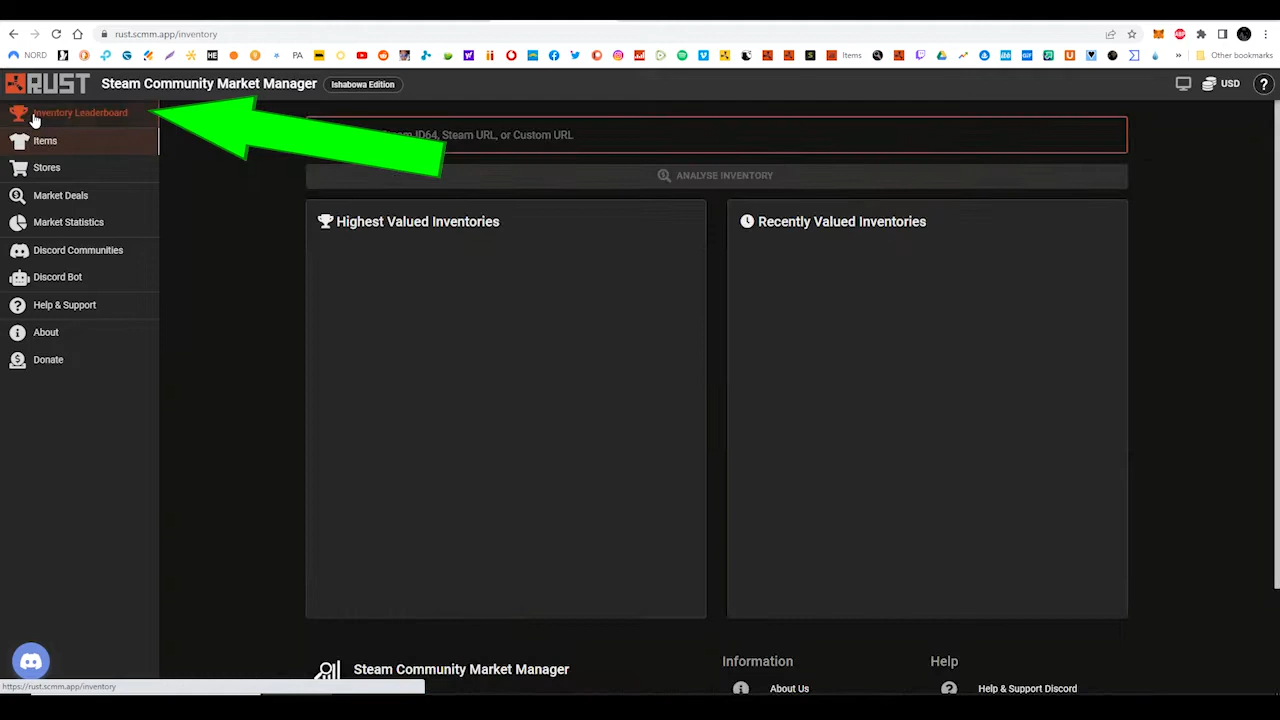 rust.scmm.app/inventory
NORD
HE
PA
Items
Other bookmarks
RUST
Steam Community Market Manager
Ishabowa Edition
USD
Inventory Leaderboard
Items
Stores
Market Deals
Market Statistics
Discord Communities
Discord Bot
Help & Support
About
Donate
ID64, Steam URL, or Custom URL
ANALYSE INVENTORY
Highest Valued Inventories
Recently Valued Inventories
Steam Community Market Manager
Information
About Us
Help
Help & Support Discord
https://rust.scmm.app/inventory